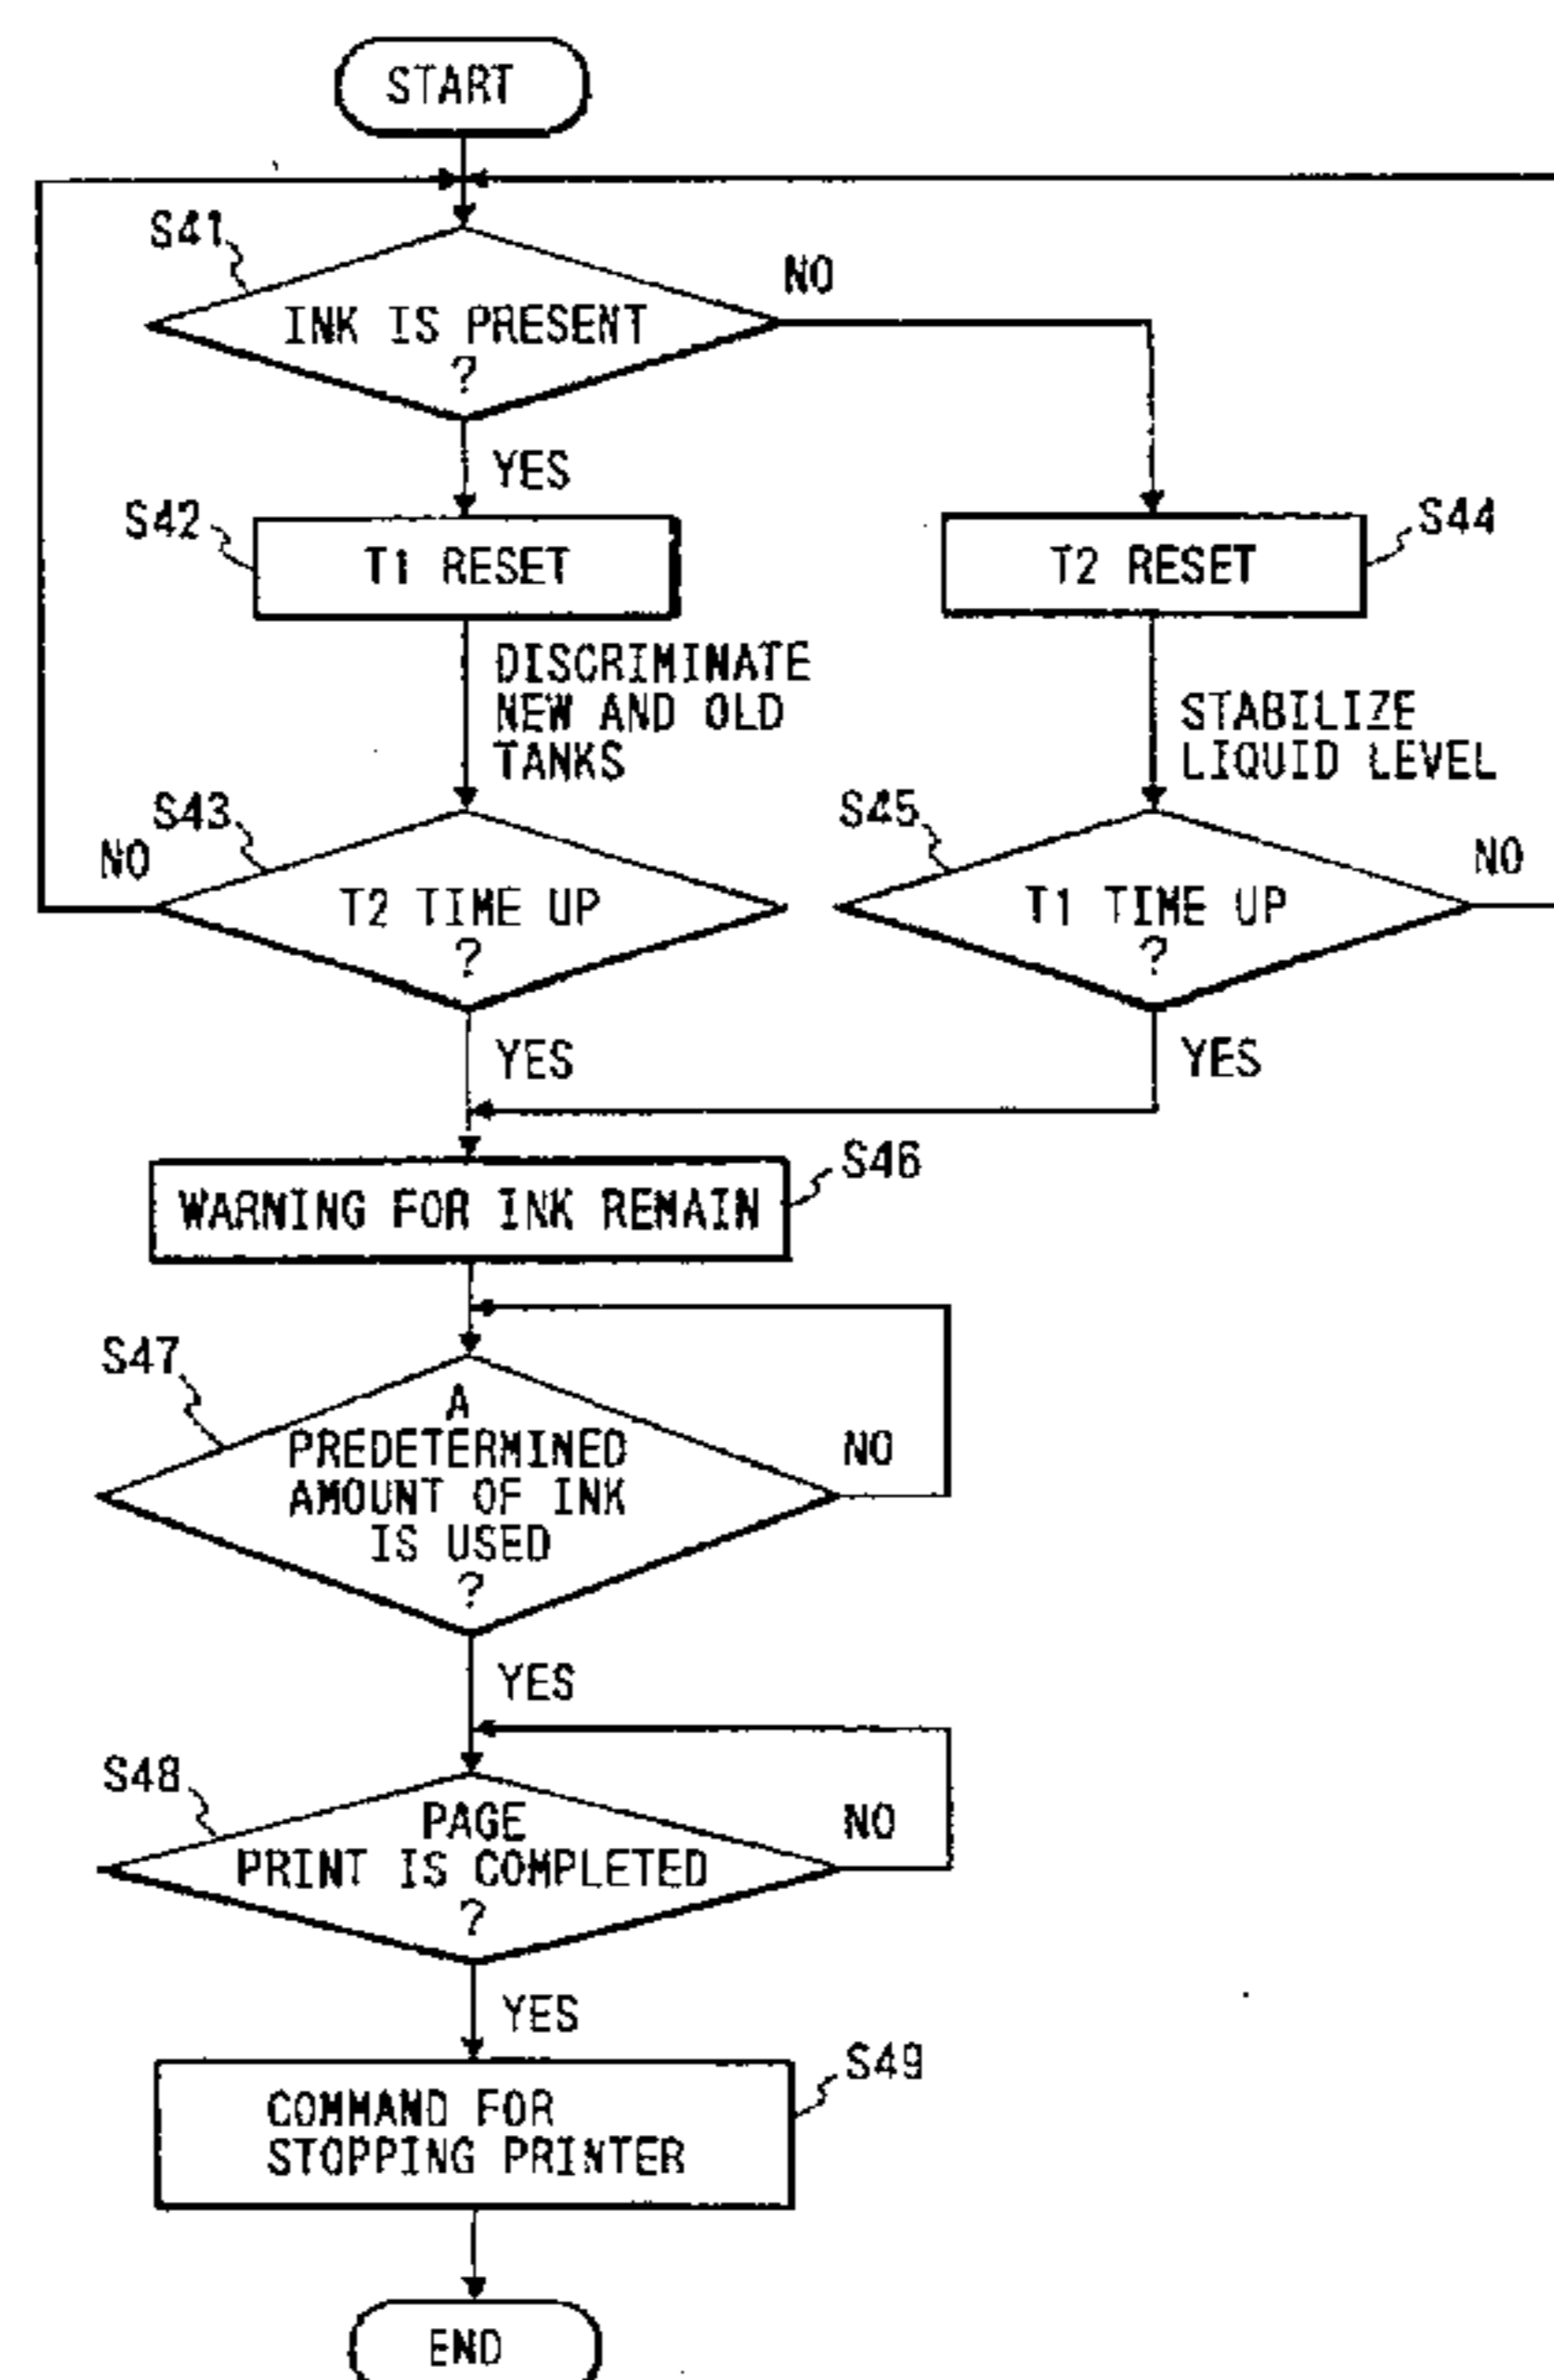 START
S41
INK IS PRESENT
?
NO
YES
S42
T1 RESET
S44
T2 RESET
DISCRIMINATE
NEW AND OLD
TANKS
STABILIZE
LIQUID LEVEL
S43
NO
T2 TIME UP
?
S45
NO
T1 TIME UP
?
YES
YES
S46
WARNING FOR INK REMAIN
S47
A
PREDETERMINED
AMOUNT OF INK
IS USED
?
NO
YES
S48
PAGE
PRINT IS COMPLETED
?
NO
YES
S49
COMMAND FOR
STOPPING PRINTER
END